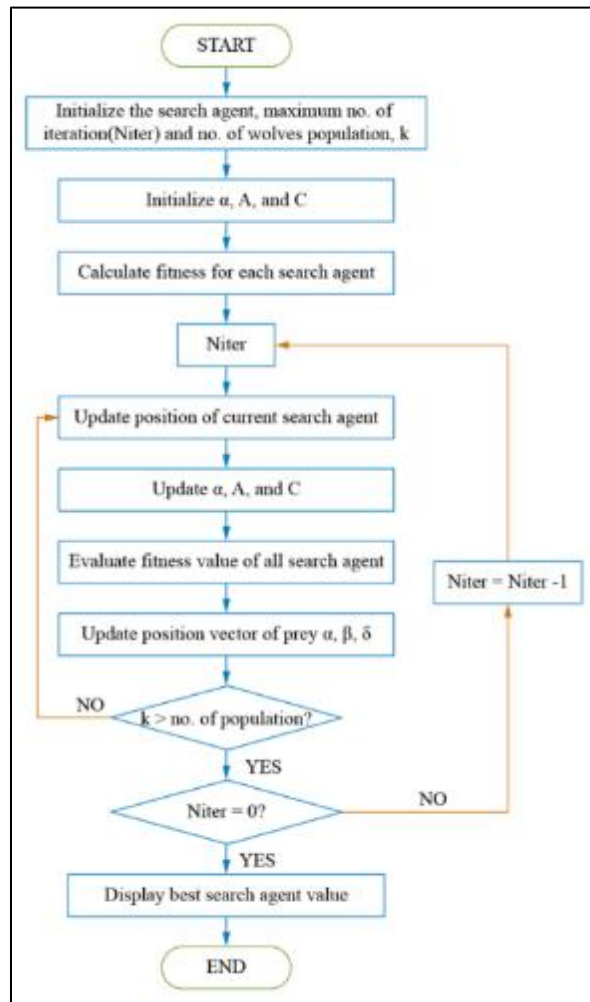 START
Initialize the search agent, maximum no. of
iteration(Niter) and no. of wolves population, k
Initialize α, A, and C
Calculate fitness for each search agent
Niter
Update position of current search agent
Update α, A, and C
Evaluate fitness value of all search agent
Niter = Niter -1
Update position vector of prey α, β, δ
NO
k > no. of population?
YES
Niter = 0?
NO
YES
Display best search agent value
END